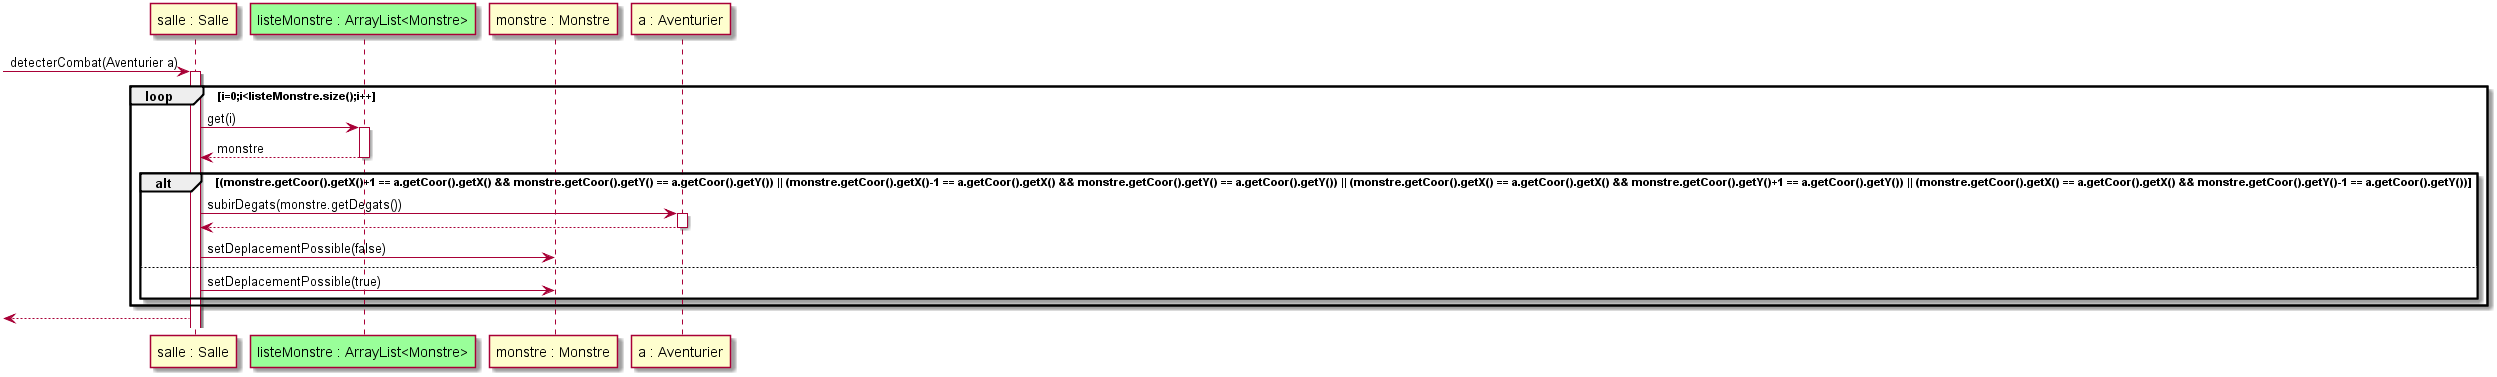 salle : Salle
listeMonstre : ArrayList<Monstre>
monstre : Monstre
a : Aventurier
detecterCombat(Aventurier a)
loop
[i=0;i<listeMonstre.size();i++]
get(i)
monstre
alt
[(monstre.getCoor().getX()+1 == a.getCoor().getX() && monstre.getCoor().getY() == a.getCoor().getY()) || (monstre.getCoor().getX()-1 == a.getCoor().getX() && monstre.getCoor().getY() == a.getCoor().getY()) || (monstre.getCoor().getX() == a.getCoor().getX() && monstre.getCoor().getY()+1 == a.getCoor().getY()) || (monstre.getCoor().getX() == a.getCoor().getX() && monstre.getCoor().getY()-1 == a.getCoor().getY())]
subirDegats(monstre.getDegats())
setDeplacementPossible(false)
setDeplacementPossible(true)
salle : Salle
listeMonstre : ArrayList<Monstre>
monstre : Monstre
a : Aventurier